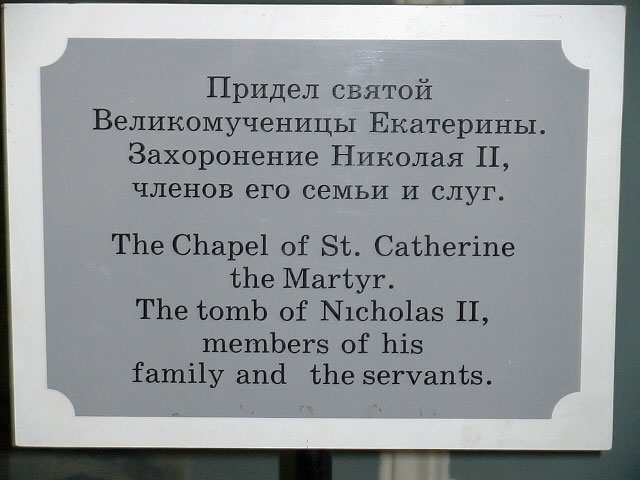 Придел святой
Великомученицы Екатерины.
Захоронение Николая II,
членов его семьи и слуг.
The Chapel of St. Catherine
the Martyr.
The tomb of Nicholas II,
members of his
family and the servants.